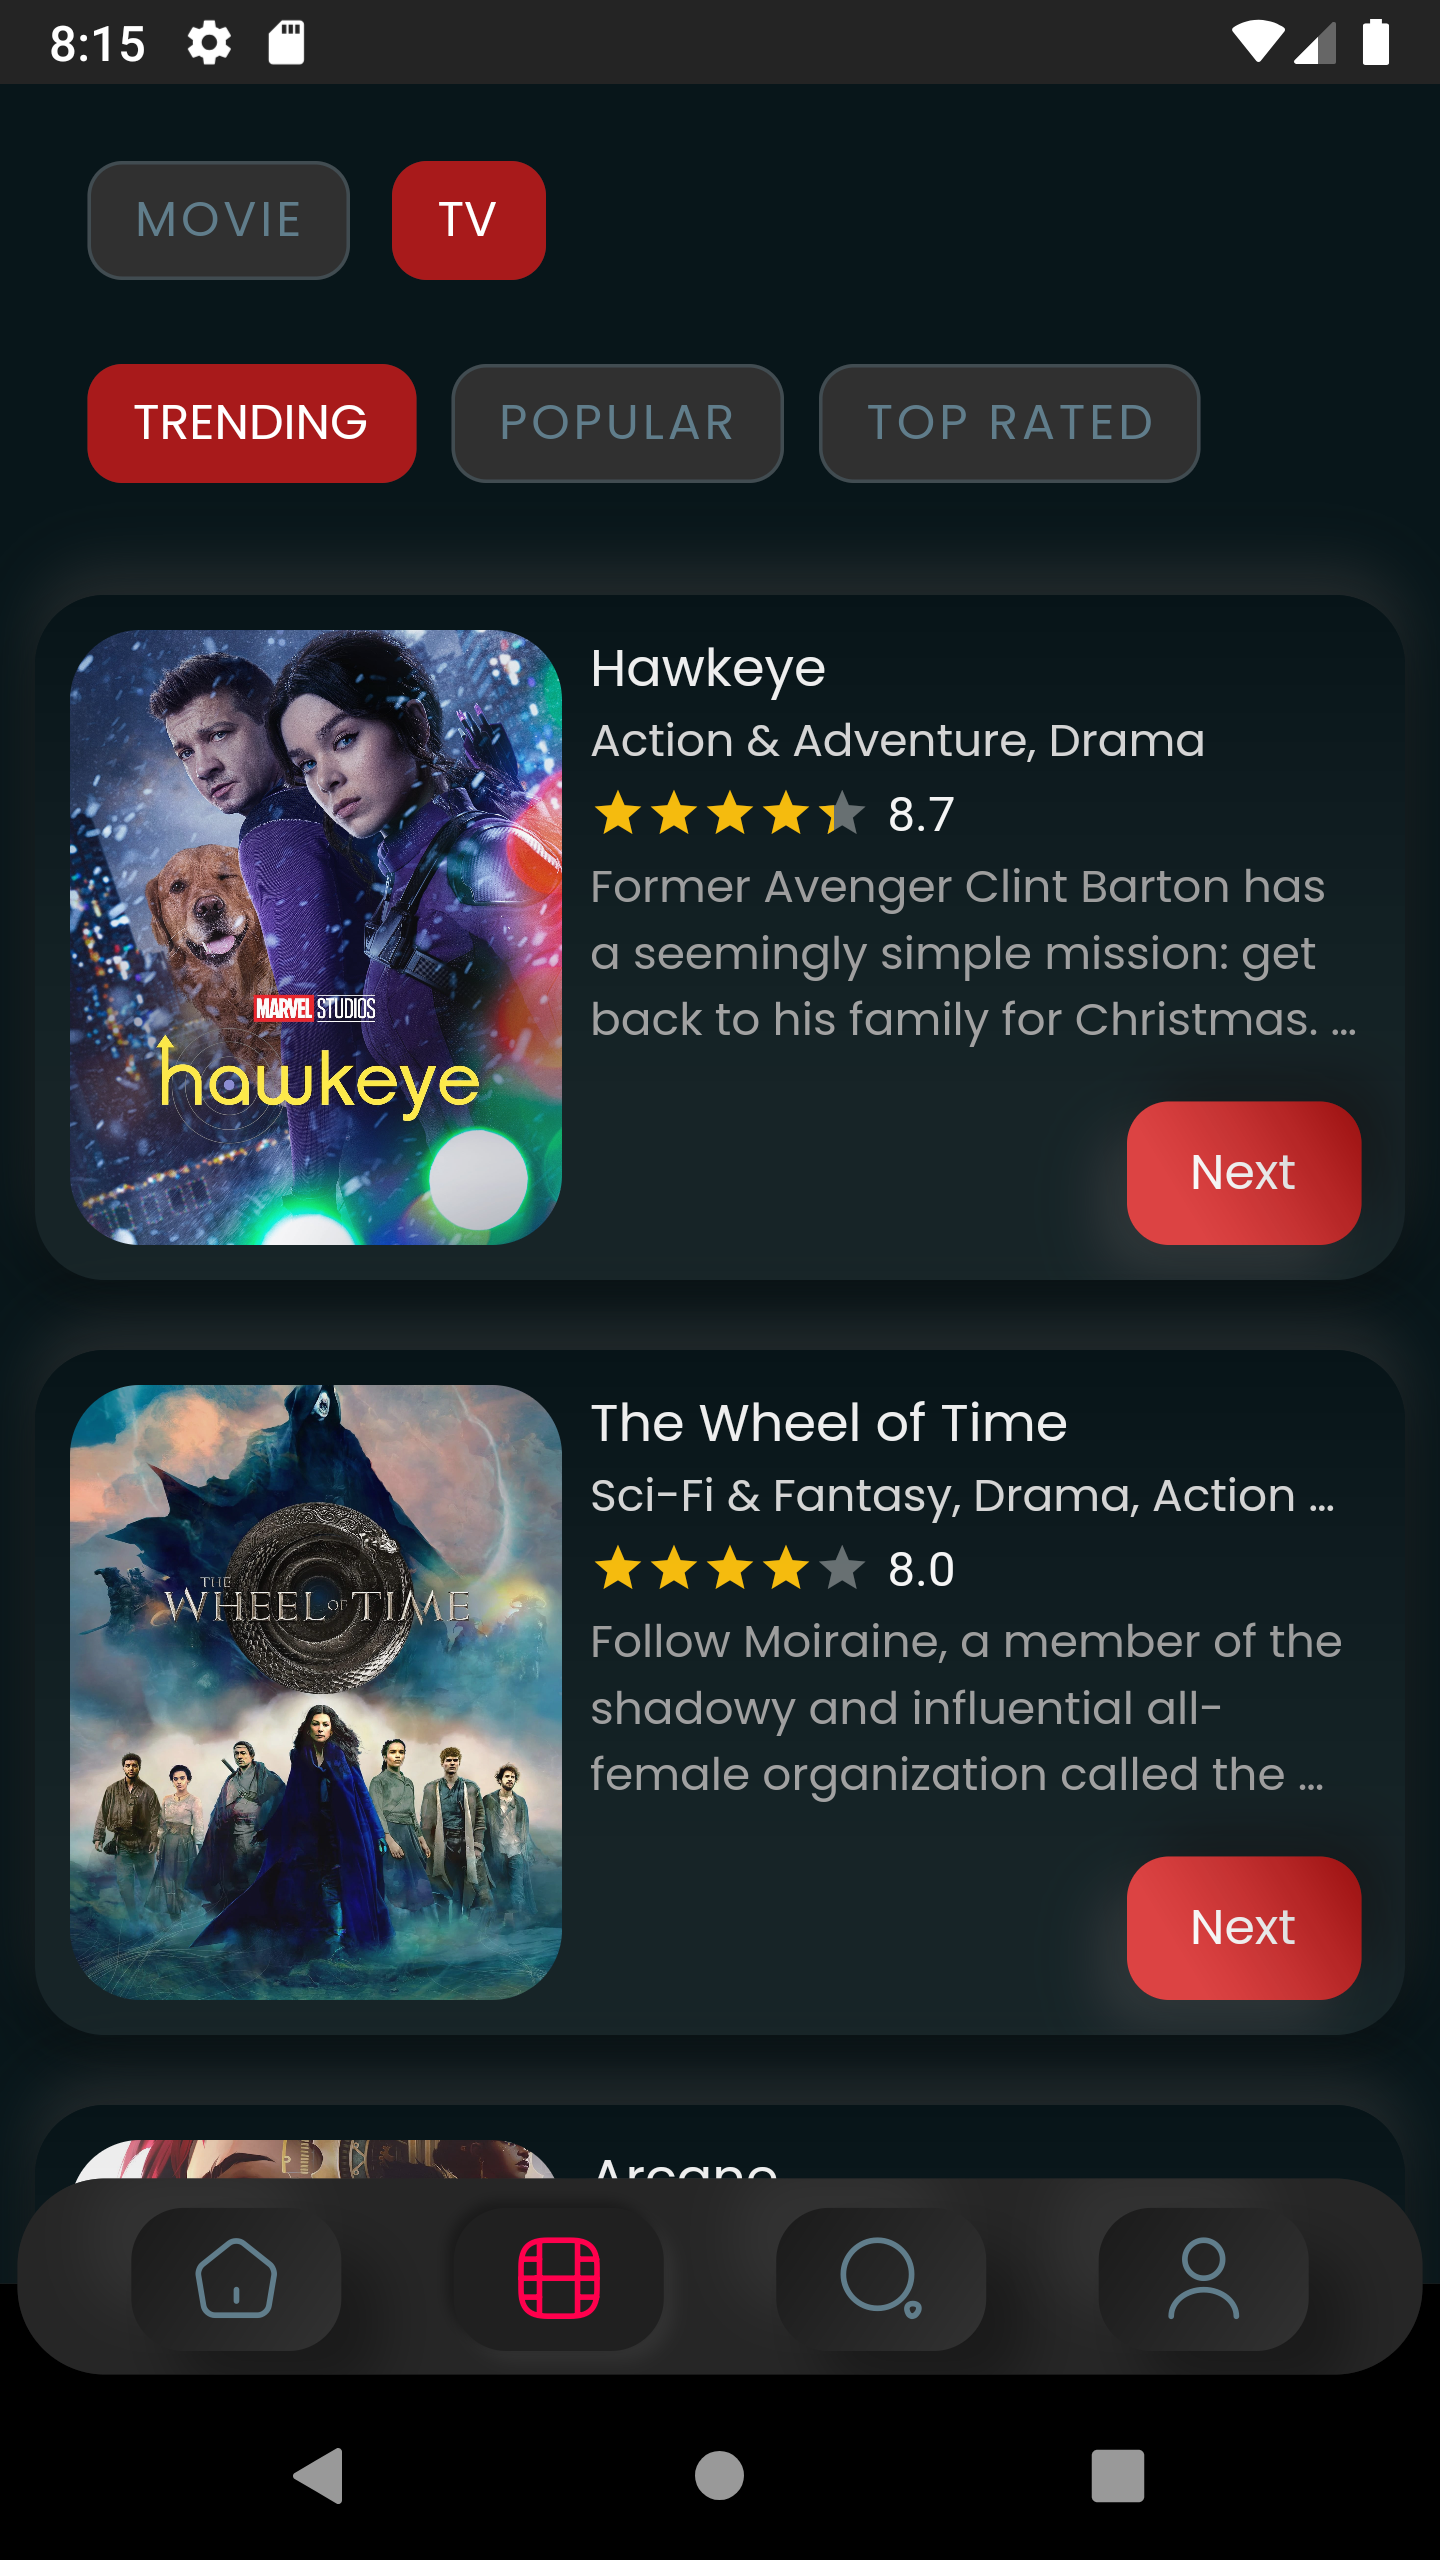 8:15
MOVIE TV
TRENDING POPULAR TOP RATED
Hawkeye
Action & Adventure, Drama
8.7
Former Avenger Clint Barton has
a seemingly simple mission: get
back to his family for Christmas. ...
MARVEL STUDIOS
hawkeye
Next
The Wheel of Time
Sci-Fi & Fantasy, Drama, Action ...
8.0
Follow Moiraine, a member of the
shadowy and influential all-
female organization called the ...
THE
WHEEL OF TIME
Next
Arcane